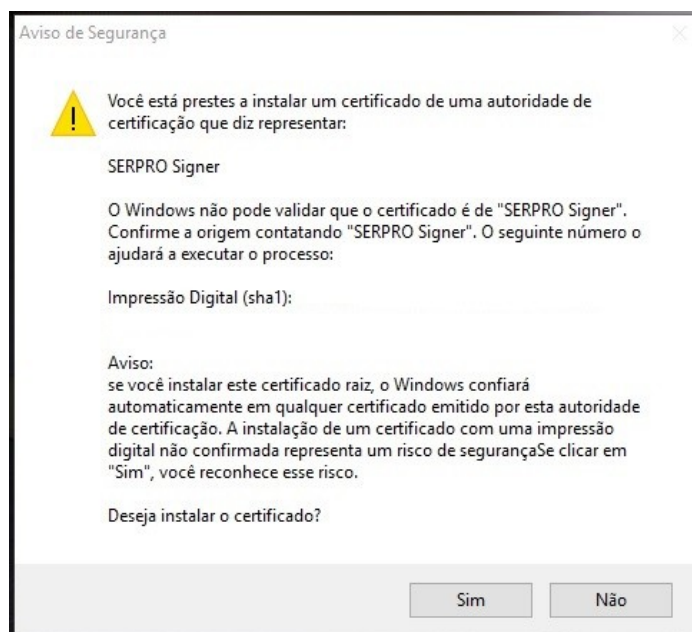 Aviso de Segurança
Você está prestes a instalar um certificado de uma autoridade de
certificação que diz representar:
SERPRO Signer
O Windows não pode validar que o certificado é de "SERPRO Signer".
Confirme a origem contatando "SERPRO Signer". O seguinte número o
ajudará a executar o processo:
Impressão Digital (sha1):
Aviso:
se você instalar este certificado raiz, o Windows confiará
automaticamente em qualquer certificado emitido por esta autoridade
de certificação. A instalação de um certificado com uma impressão
digital não confirmada representa um risco de segurançaSe clicar em
"Sim", você reconhece esse risco.
Deseja instalar o certificado?
Sim
Não